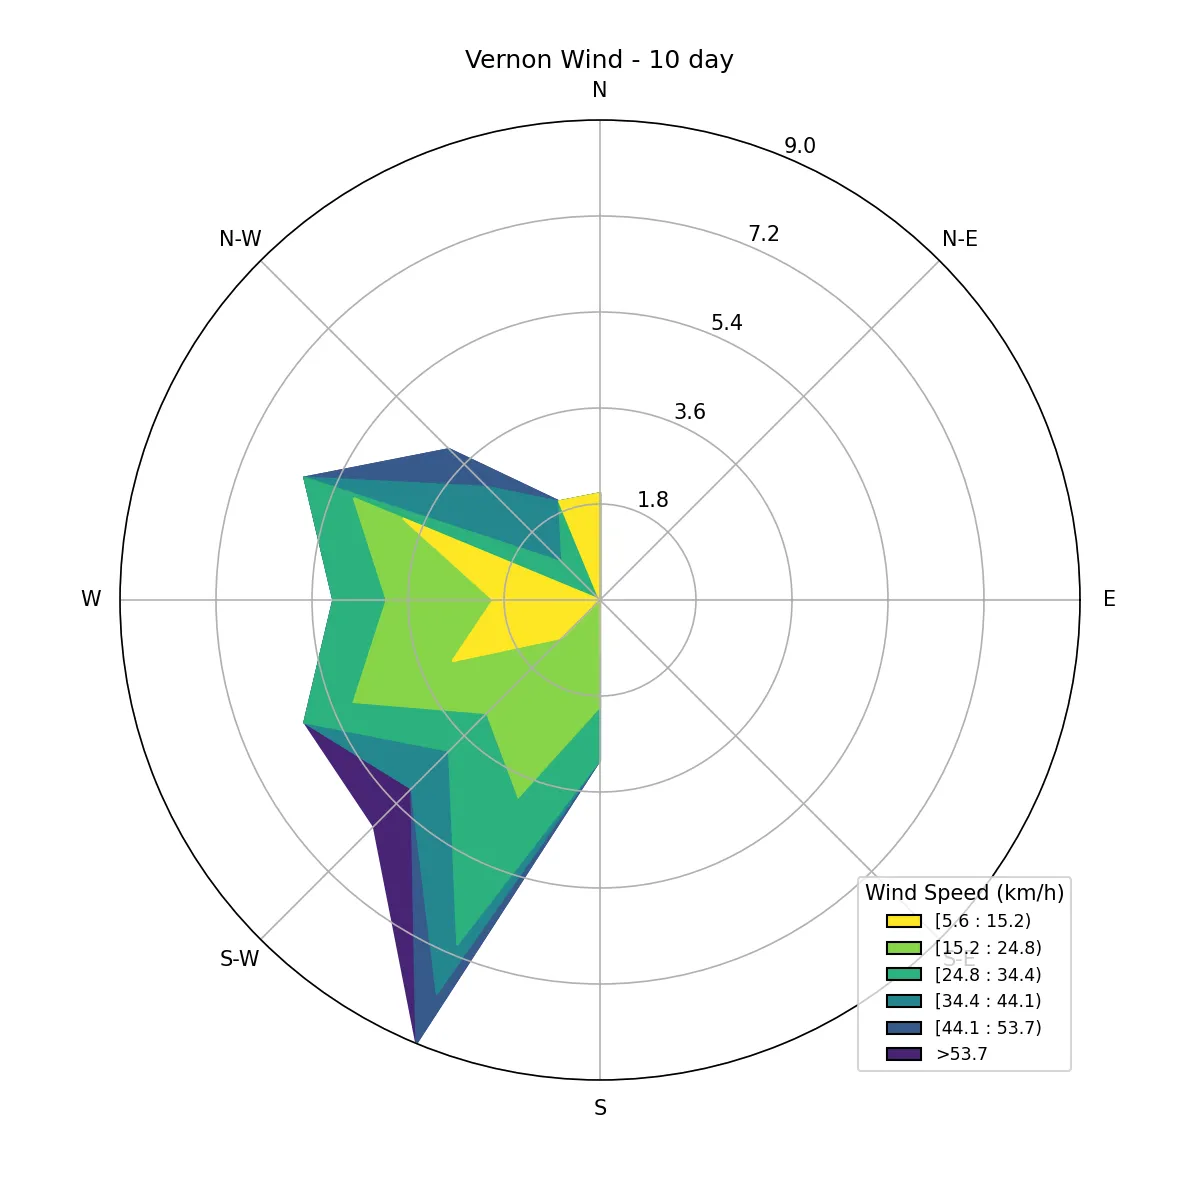 Vernon Wind - 10 day
N
9.0
N-W
N-E
7.2
5.4
3.6
1.8
W
E
S-W
S-E
Wind Speed (km/h)
[5.6 : 15.2)
[15.2 : 24.8)
[24.8 : 34.4)
[34.4 : 44.1)
[44.1 : 53.7)
>53.7
S